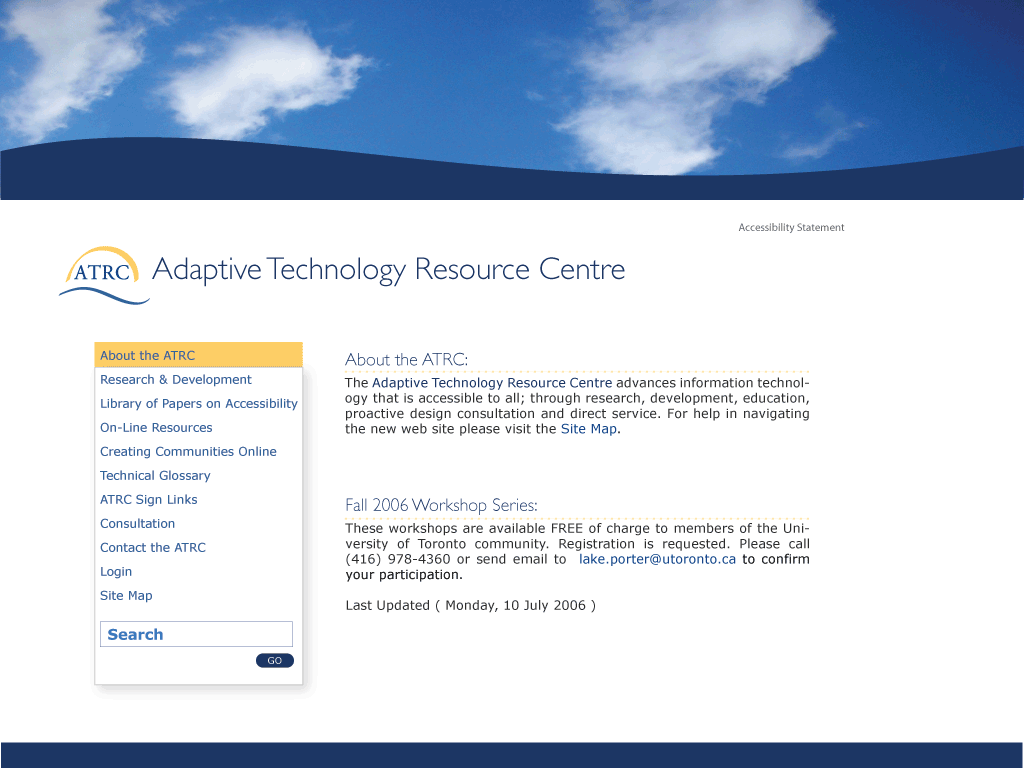 Accessibility Statement
ATRC
Adaptive Technology Resource Centre
About the ATRC
Research & Development
Library of Papers on Accessibility
On-Line Resources
Creating Communities Online
Technical Glossary
ATRC Sign Links
Consultation
Contact the ATRC
Login
Site Map
Search
GO
About the ATRC:
The Adaptive Technology Resource Centre advances information technol-
ogy that is accessible to all; through research, development, education,
proactive design consultation and direct service. For help in navigating
the new web site please visit the Site Map.
Fall 2006 Workshop Series:
These workshops are available FREE of charge to members of the Uni-
versity of Toronto community. Registration is requested. Please call
(416) 978-4360 or send email to lake.porter@utoronto.ca to confirm
your participation.
Last Updated ( Monday, 10 July 2006 )